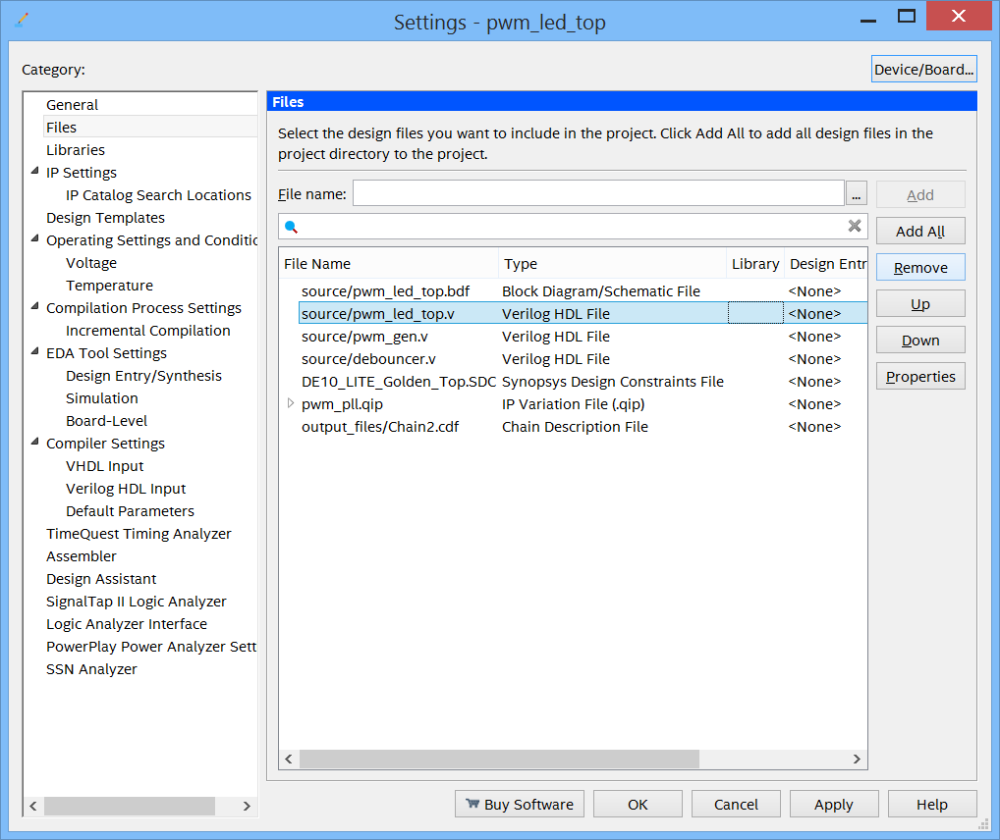 Settings - pwm_led_top
Category:
Device/Board...
General
Files
Libraries
IP Settings
IP Catalog Search Locations
Design Templates
Operating Settings and Conditic
Voltage
Temperature
Compilation Process Settings
Incremental Compilation
EDA Tool Settings
Design Entry/Synthesis
Simulation
Board-Level
Compiler Settings
VHDL Input
Verilog HDL Input
Default Parameters
TimeQuest Timing Analyzer
Assembler
Design Assistant
SignalTap II Logic Analyzer
Logic Analyzer Interface
PowerPlay Power Analyzer Sett
SSN Analyzer
Files
Select the design files you want to include in the project. Click Add All to add all design files in the
project directory to the project.
File name:
...
Add
Add All
Remove
Up
Down
Properties
File Name Type Library Design Entr
source/pwm_led_top.bdf Block Diagram/Schematic File <None>
source/pwm_led_top.v Verilog HDL File <None>
source/pwm_gen.v Verilog HDL File <None>
source/debouncer.v Verilog HDL File <None>
DE10_LITE_Golden_Top.SDC Synopsys Design Constraints File <None>
pwm_pll.qip IP Variation File (.qip) <None>
output_files/Chain2.cdf Chain Description File <None>
Buy Software
OK
Cancel
Apply
Help